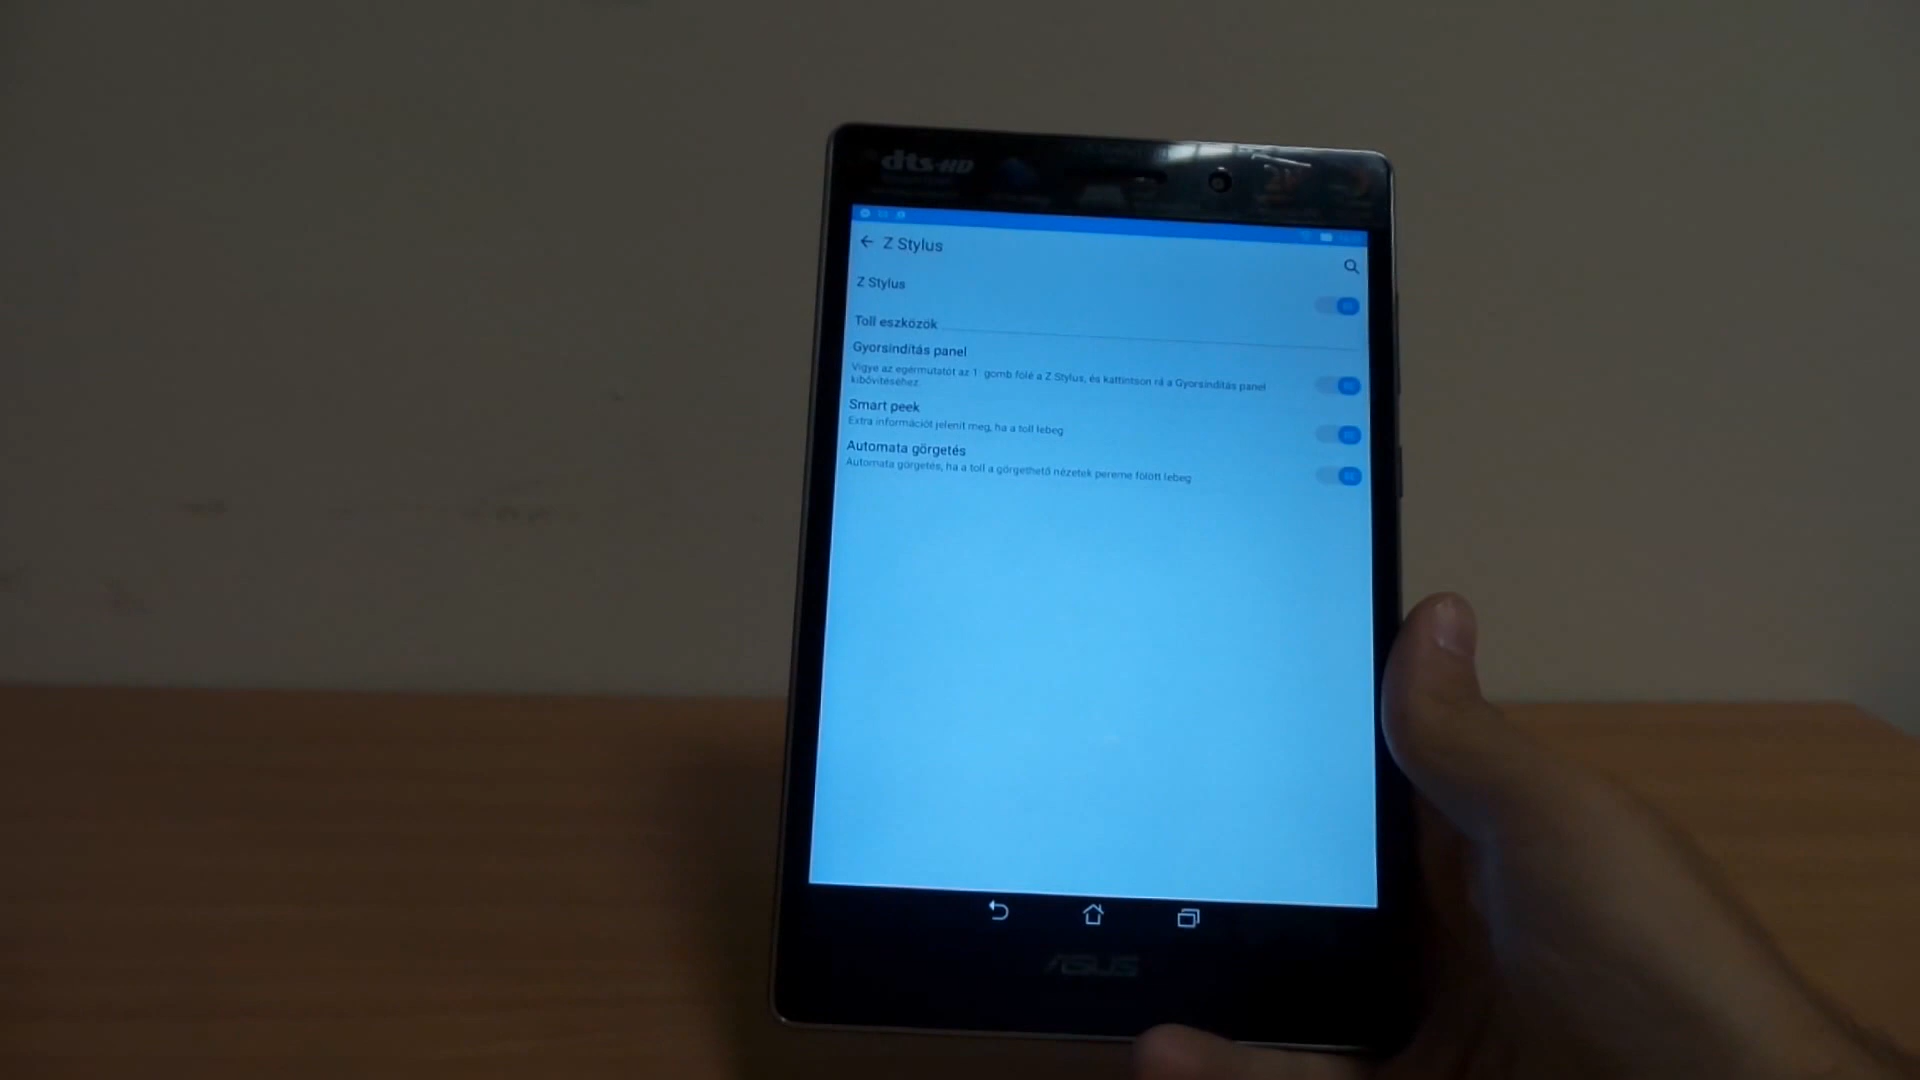 dts-HD
Z Stylus
Z Stylus
Toll eszközök
Gyorsindítás panel
Vigye az egérmutatót az 1. gomb fölé a Z Stylus, és kattintson rá a Gyorsindítás panel
kibővítéséhez.
Smart peek
Extra információt jelenít meg, ha a toll lebeg
Automata görgetés
Automata görgetés, ha a toll a görgethető nézetek pereme fölött lebeg
ASUS